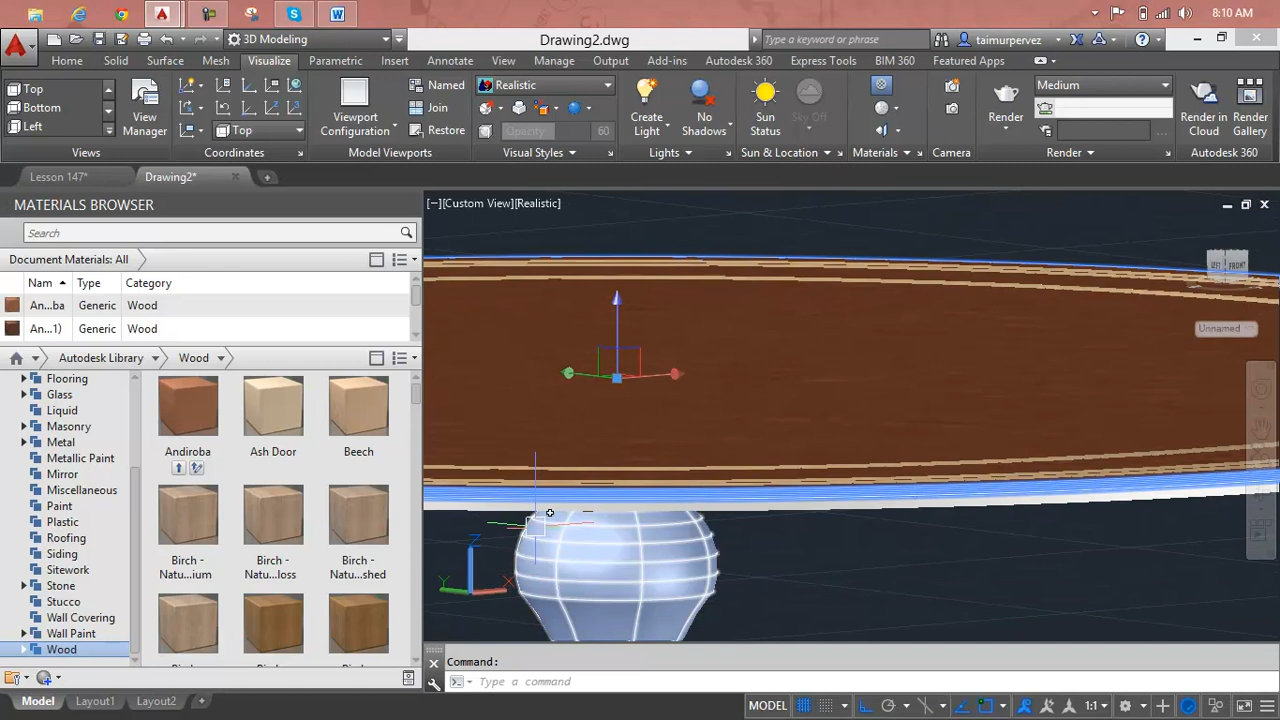 8:10 AM
3D Modeling
Drawing2.dwg
Type a keyword or phrase
taimurpervez
Home Solid Surface Mesh Visualize Parametric Insert Annotate View Manage Output Add-ins Autodesk 360 Express Tools BIM 360 Featured Apps
Top
Bottom
Left
View Manager
Top
Viewport Configuration
Named
Join
Restore
Realistic
Opacity 60
Create Light
No Shadows
Sun Status
Sky Off
Render
Medium
Render in Cloud
Render Gallery
Views Coordinates Model Viewports Visual Styles Lights Sun & Location Materials Camera Render Autodesk 360
Lesson 147*
Drawing2*
MATERIALS BROWSER
Search
Document Materials: All
Nam Type Category
An...ba Generic Wood
An...1) Generic Wood
Autodesk Library Wood
Flooring
Glass
Liquid
Masonry
Metal
Metallic Paint
Mirror
Miscellaneous
Paint
Plastic
Roofing
Siding
Sitework
Stone
Stucco
Wall Covering
Wall Paint
Wood
Andiroba
Ash Door
Beech
Birch - Natu...ium
Birch - Natu...loss
Birch - Natu...shed
[−][Custom View][Realistic]
LEFT FRONT
Unnamed
Z
Y
X
Command:
Type a command
Model Layout1 Layout2
MODEL
1:1